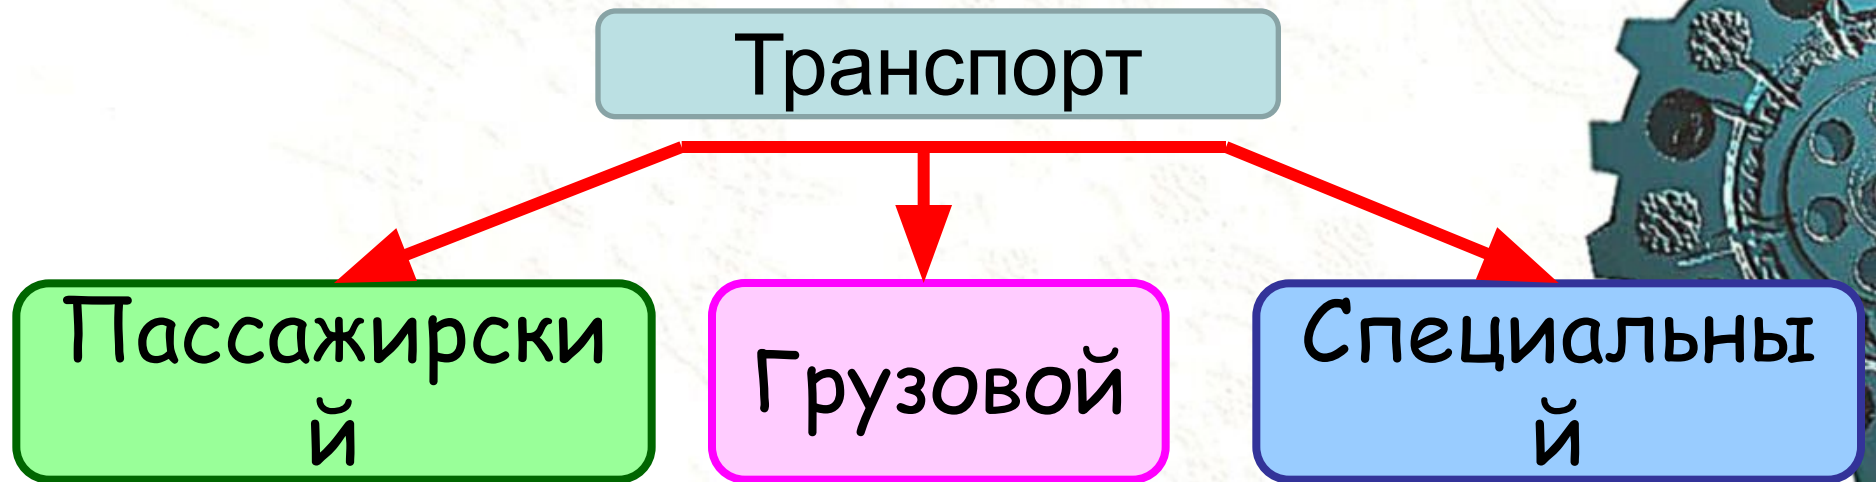 Транспорт
Пассажирски
й
Грузовой
Специальны
й